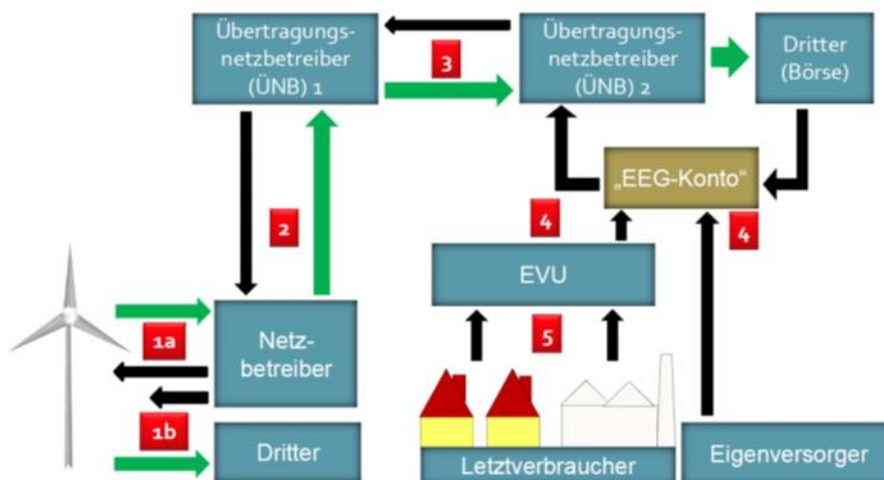 Übertragungs-
netzbetreiber
(ÜNB) 1
3
Übertragungs-
netzbetreiber
(ÜNB) 2
Dritter
(Börse)
„EEG-Konto“
2
4
4
EVU
1a
Netz-
betreiber
5
1b
Dritter
Letztverbraucher
Eigenversorger